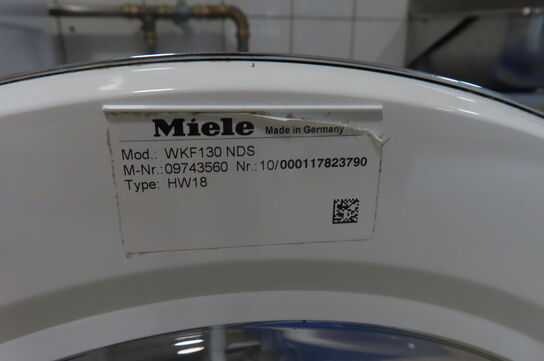 Miele Made in Germany
Mod.: WKF130 NDS
M-Nr.:09743560 Nr.:10/000117823790
Type: HW18